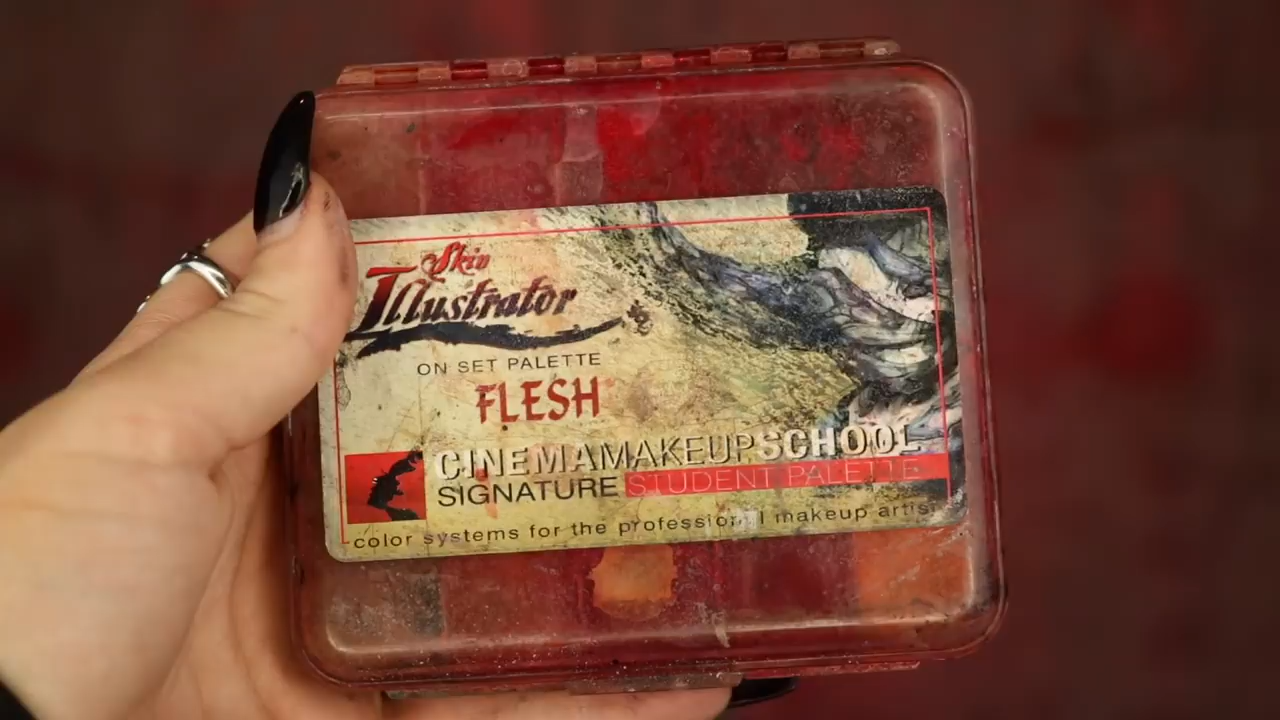 Skin
Illustrator
ON SET PALETTE
FLESH
CINEMAMAKEUPSCHOOL
SIGNATURE STUDENT PALETTE
color systems for the professional makeup artist